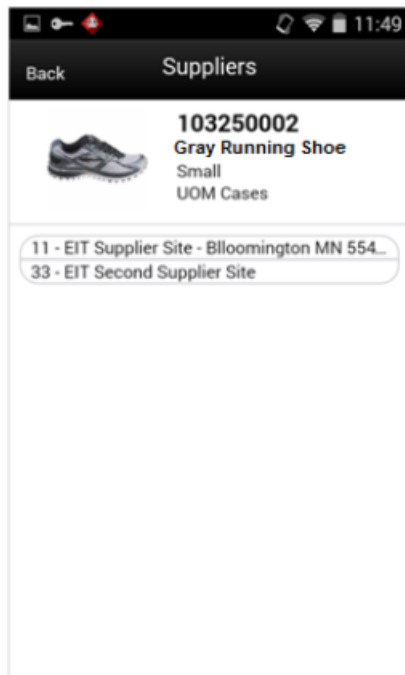 11:49
Back
Suppliers
103250002
Gray Running Shoe
Small
UOM Cases
11 - EIT Supplier Site - Blloomington MN 554...
33 - EIT Second Supplier Site